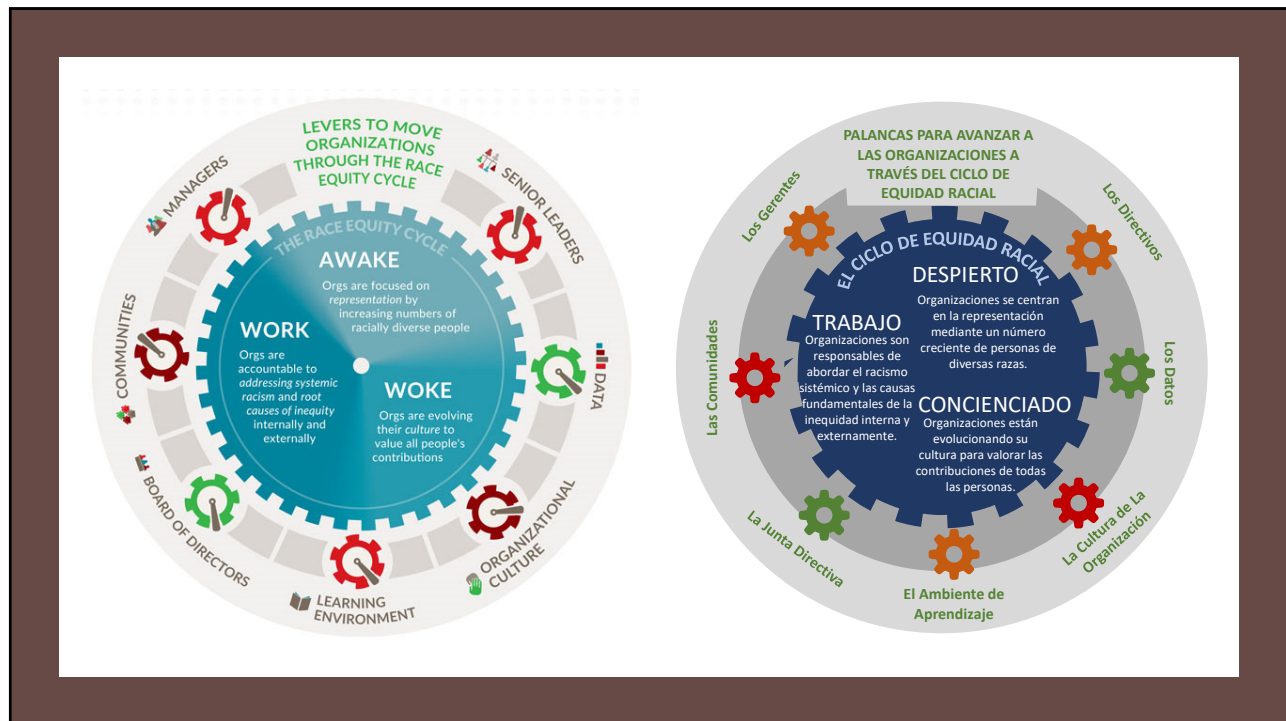 LEVERS TO MOVE
ORGANIZATIONS
THROUGH THE RACE
EQUITY CYCLE
MANAGERS
SENIOR LEADERS
COMMUNITIES
DATA
BOARD OF DIRECTORS
ORGANIZATIONAL
CULTURE
LEARNING
ENVIRONMENT
THE RACE EQUITY CYCLE
AWAKE
Orgs are focused on
representation by
increasing numbers of
racially diverse people
WORK
Orgs are
accountable to
addressing systemic
racism and root
causes of inequity
internally and
externally
WOKE
Orgs are evolving
their culture to
value all people's
contributions
PALANCAS PARA AVANZAR A
LAS ORGANIZACIONES A
TRAVÉS DEL CICLO DE
EQUIDAD RACIAL
Los Gerentes
Los Directivos
Las Comunidades
Los Datos
La Junta Directiva
La Cultura de La
Organización
El Ambiente de
Aprendizaje
EL CICLO DE EQUIDAD RACIAL
DESPIERTO
Organizaciones se centran
en la representación
mediante un número
creciente de personas de
diversas razas.
TRABAJO
Organizaciones son
responsables de
abordar el racismo
sistémico y las causas
fundamentales de la
inequidad interna y
externamente.
CONCIENCIADO
Organizaciones están
evolucionando su
cultura para valorar las
contribuciones de todas
las personas.